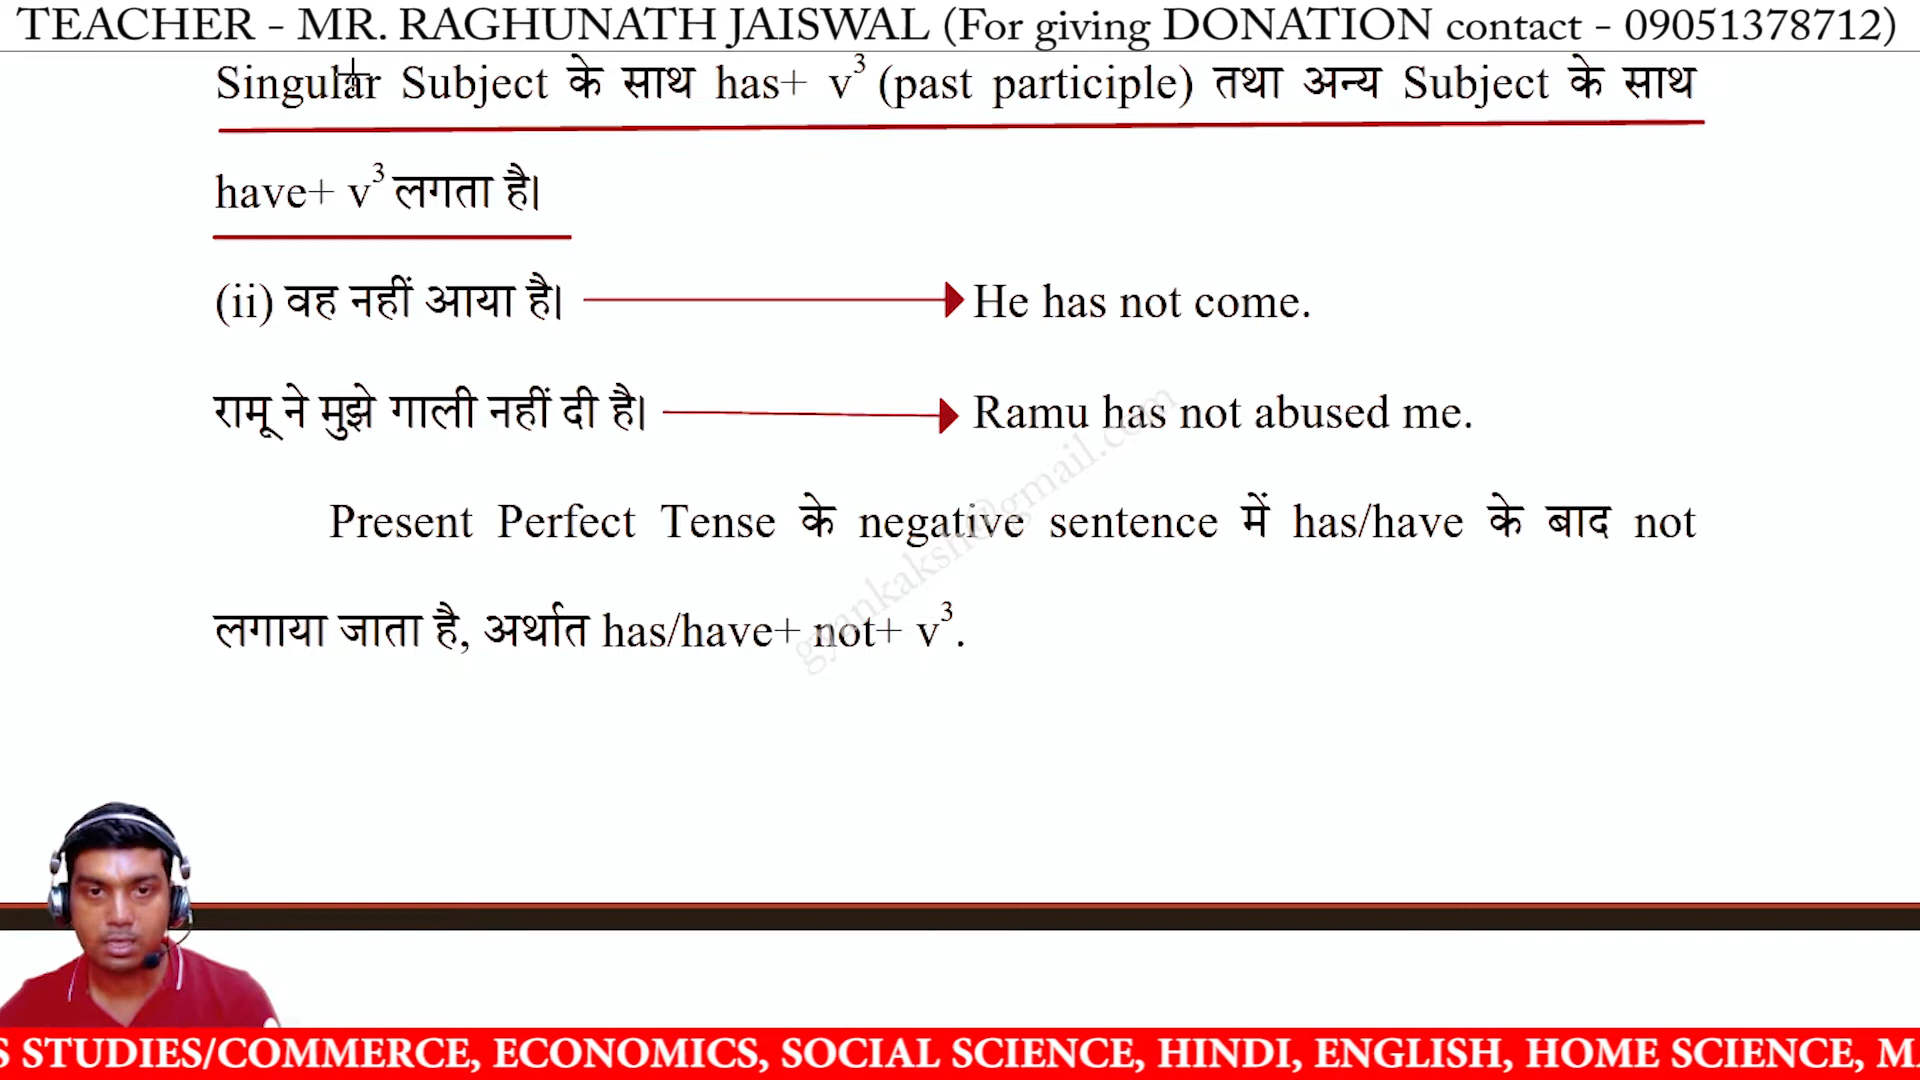 TEACHER - MR. RAGHUNATH JAISWAL (For giving DONATION contact - 09051378712)
Singular Subject के साथ has+ v³ (past participle) तथा अन्य Subject के साथ
have+ v³ लगता है।
(ii) वह नहीं आया है। He has not come.
रामू ने मुझे गाली नहीं दी है। Ramu has not abused me.
Present Perfect Tense के negative sentence में has/have के बाद not
लगाया जाता है, अर्थात has/have+ not+ v³.
gyankaksh@gmail.com
S STUDIES/COMMERCE, ECONOMICS, SOCIAL SCIENCE, HINDI, ENGLISH, HOME SCIENCE, M